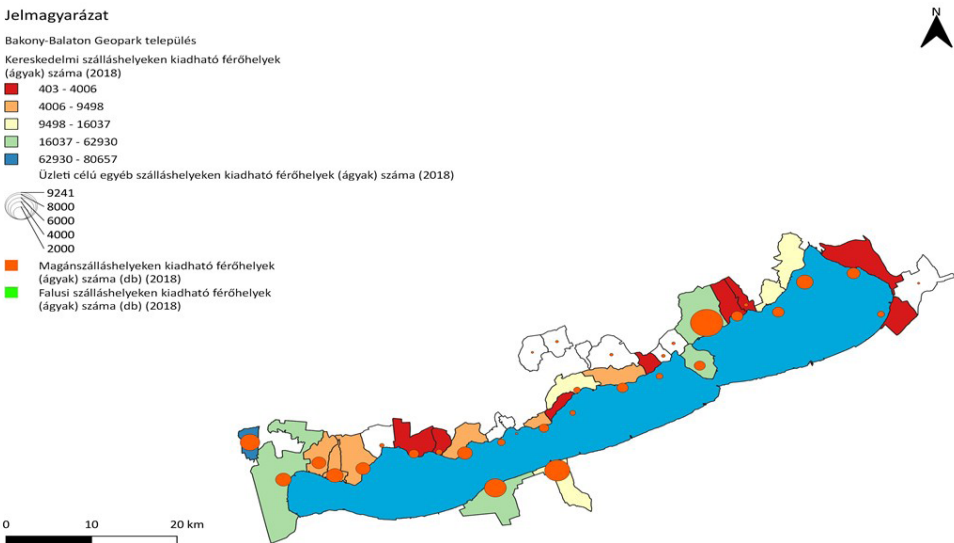 Jelmagyarázat
Bakony-Balaton Geopark település
Kereskedelmi szálláshelyeken kiadható férőhelyek
(ágyak) száma (2018)
403 - 4006
4006 - 9498
9498 - 16037
16037 - 62930
62930 - 80657
Üzleti célú egyéb szálláshelyeken kiadható férőhelyek (ágyak) száma (2018)
9241
8000
6000
4000
2000
Magánszálláshelyeken kiadható férőhelyek
(ágyak) száma (db) (2018)
Falusi szálláshelyeken kiadható férőhelyek
(ágyak) száma (db) (2018)
N
0 10 20 km